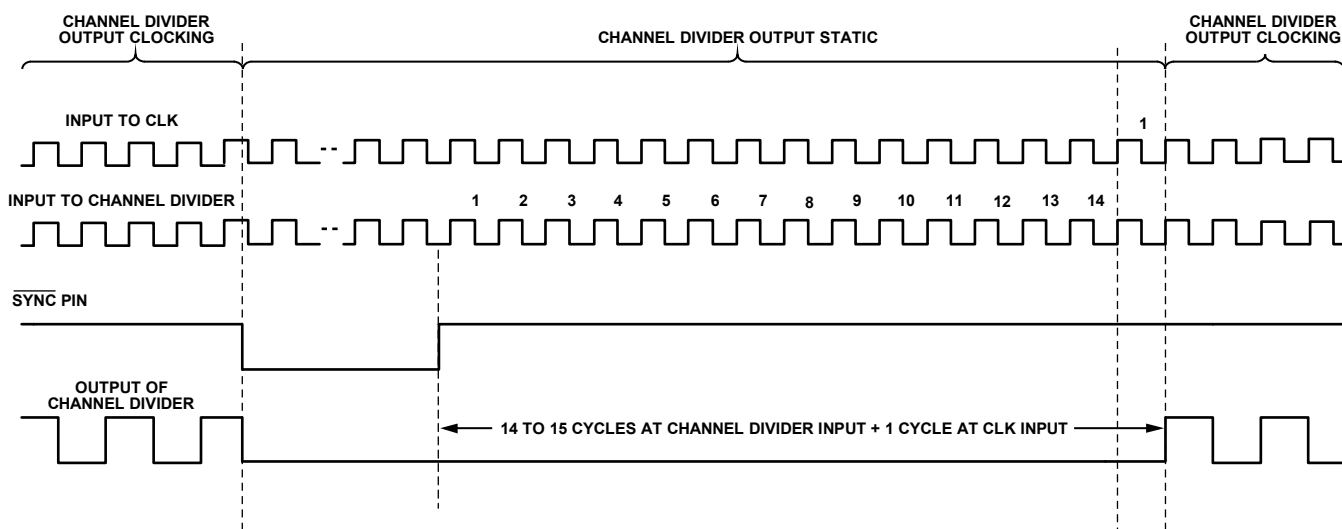 CHANNEL DIVIDER
OUTPUT CLOCKING
CHANNEL DIVIDER OUTPUT STATIC
CHANNEL DIVIDER
OUTPUT CLOCKING
INPUT TO CLK
1
INPUT TO CHANNEL DIVIDER
1 2 3 4 5 6 7 8 9 10 11 12 13 14
SYNC PIN
OUTPUT OF
CHANNEL DIVIDER
14 TO 15 CYCLES AT CHANNEL DIVIDER INPUT + 1 CYCLE AT CLK INPUT